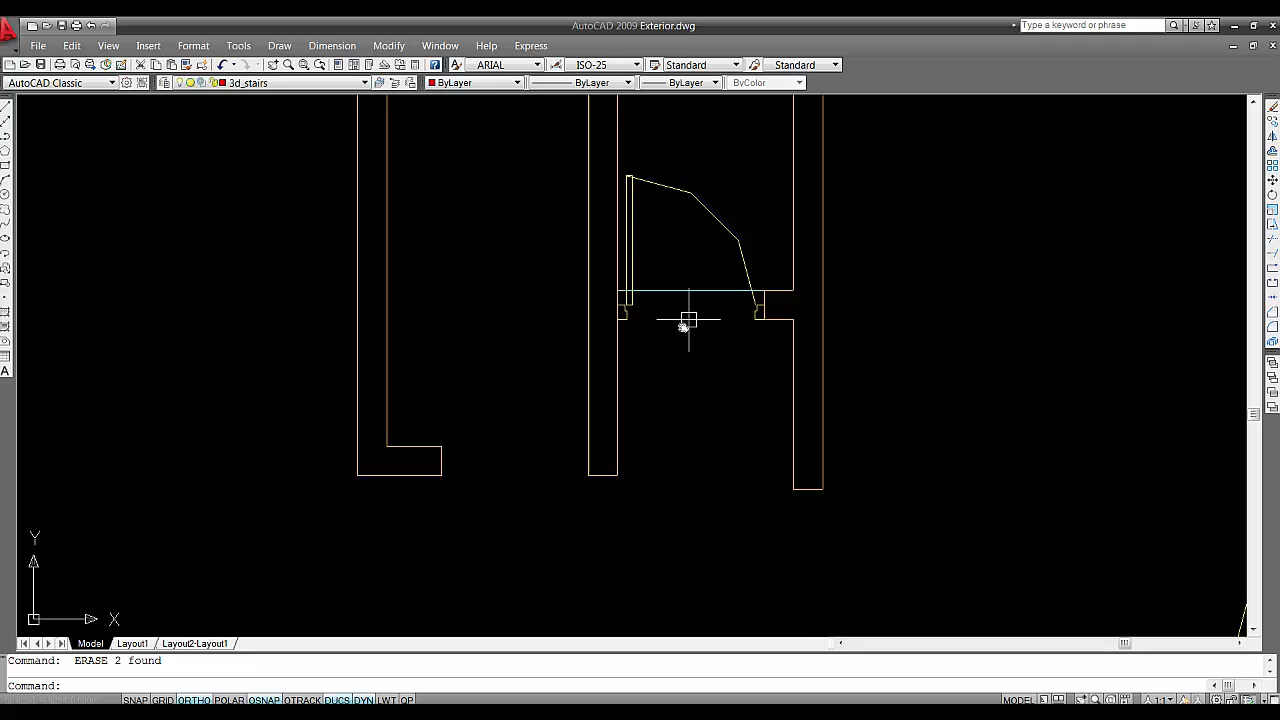 AutoCAD 2009 Exterior.dwg
Type a keyword or phrase
File Edit View Insert Format Tools Draw Dimension Modify Window Help Express
ARIAL ISO-25 Standard Standard
AutoCAD Classic 3d_stairs ByLayer ByLayer ByLayer ByColor
Y
X
Model Layout1 Layout2-Layout1
Command: ERASE 2 found
Command:
SNAP GRID ORTHO POLAR OSNAP OTRACK DUCS DYN LWT QP MODEL 1:1